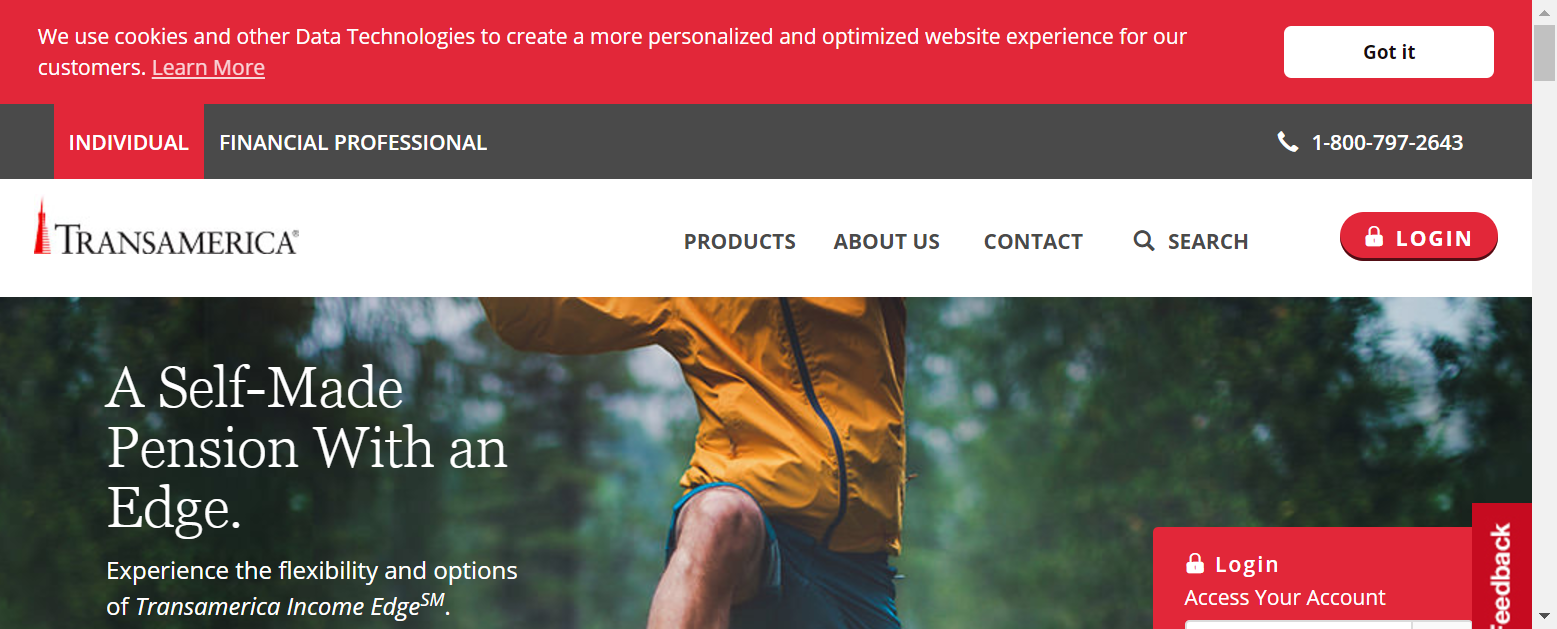 We use cookies and other Data Technologies to create a more personalized and optimized website experience for our
customers. Learn More
Got it
INDIVIDUAL
FINANCIAL PROFESSIONAL
1-800-797-2643
TRANSAMERICA®
PRODUCTS
ABOUT US
CONTACT
SEARCH
LOGIN
A Self-Made
Pension With an
Edge.
Experience the flexibility and options
of Transamerica Income EdgeSM.
Login
Access Your Account
Feedback